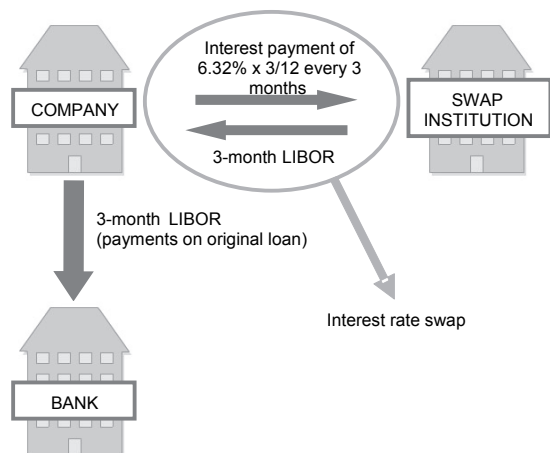 Interest payment of
6.32% x 3/12 every 3
months
COMPANY
SWAP
INSTITUTION
3-month LIBOR
3-month LIBOR
(payments on original loan)
Interest rate swap
BANK